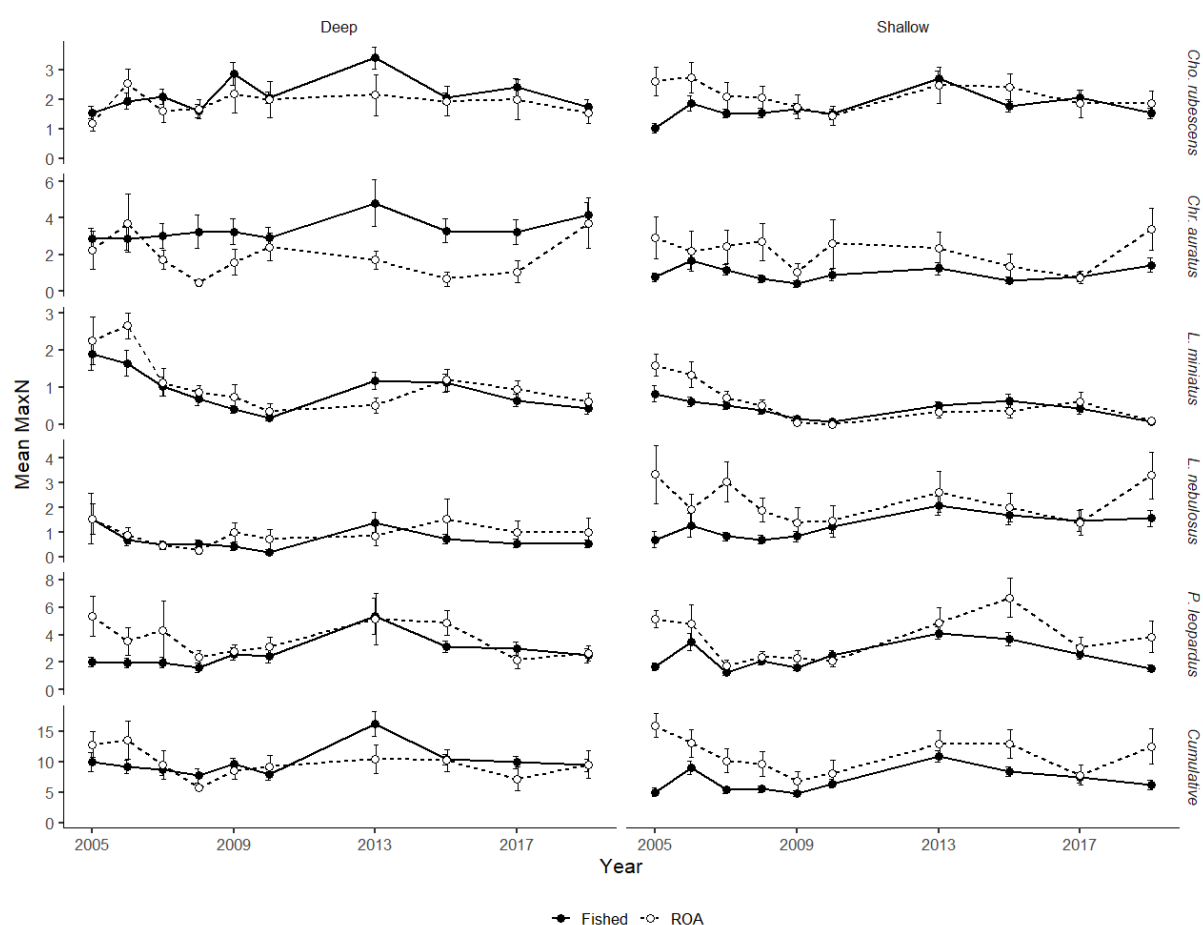 Deep Shallow
3
2
1
0
Cho. rubescens
6
4
2
0
Chr. auratus
3
2
1
0
L. miniatus
4
3
2
1
0
L. nebulosus
8
6
4
2
0
P. leopardus
15
10
5
0
Cumulative
Mean MaxN
2005 2009 2013 2017 2005 2009 2013 2017
Year
Fished ROA